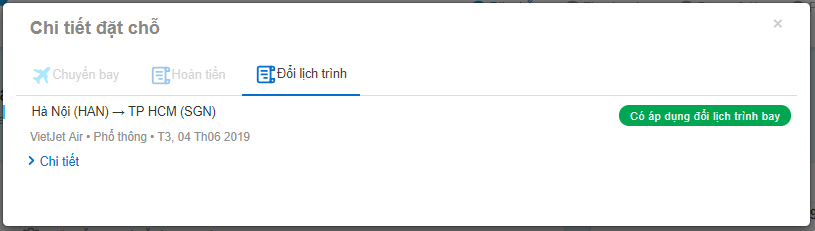 Chi tiết đặt chỗ
×
Chuyến bay
Hoàn tiền
Đổi lịch trình
Hà Nội (HAN) → TP HCM (SGN)
Có áp dụng đổi lịch trình bay
VietJet Air • Phổ thông • T3, 04 Th06 2019
Chi tiết